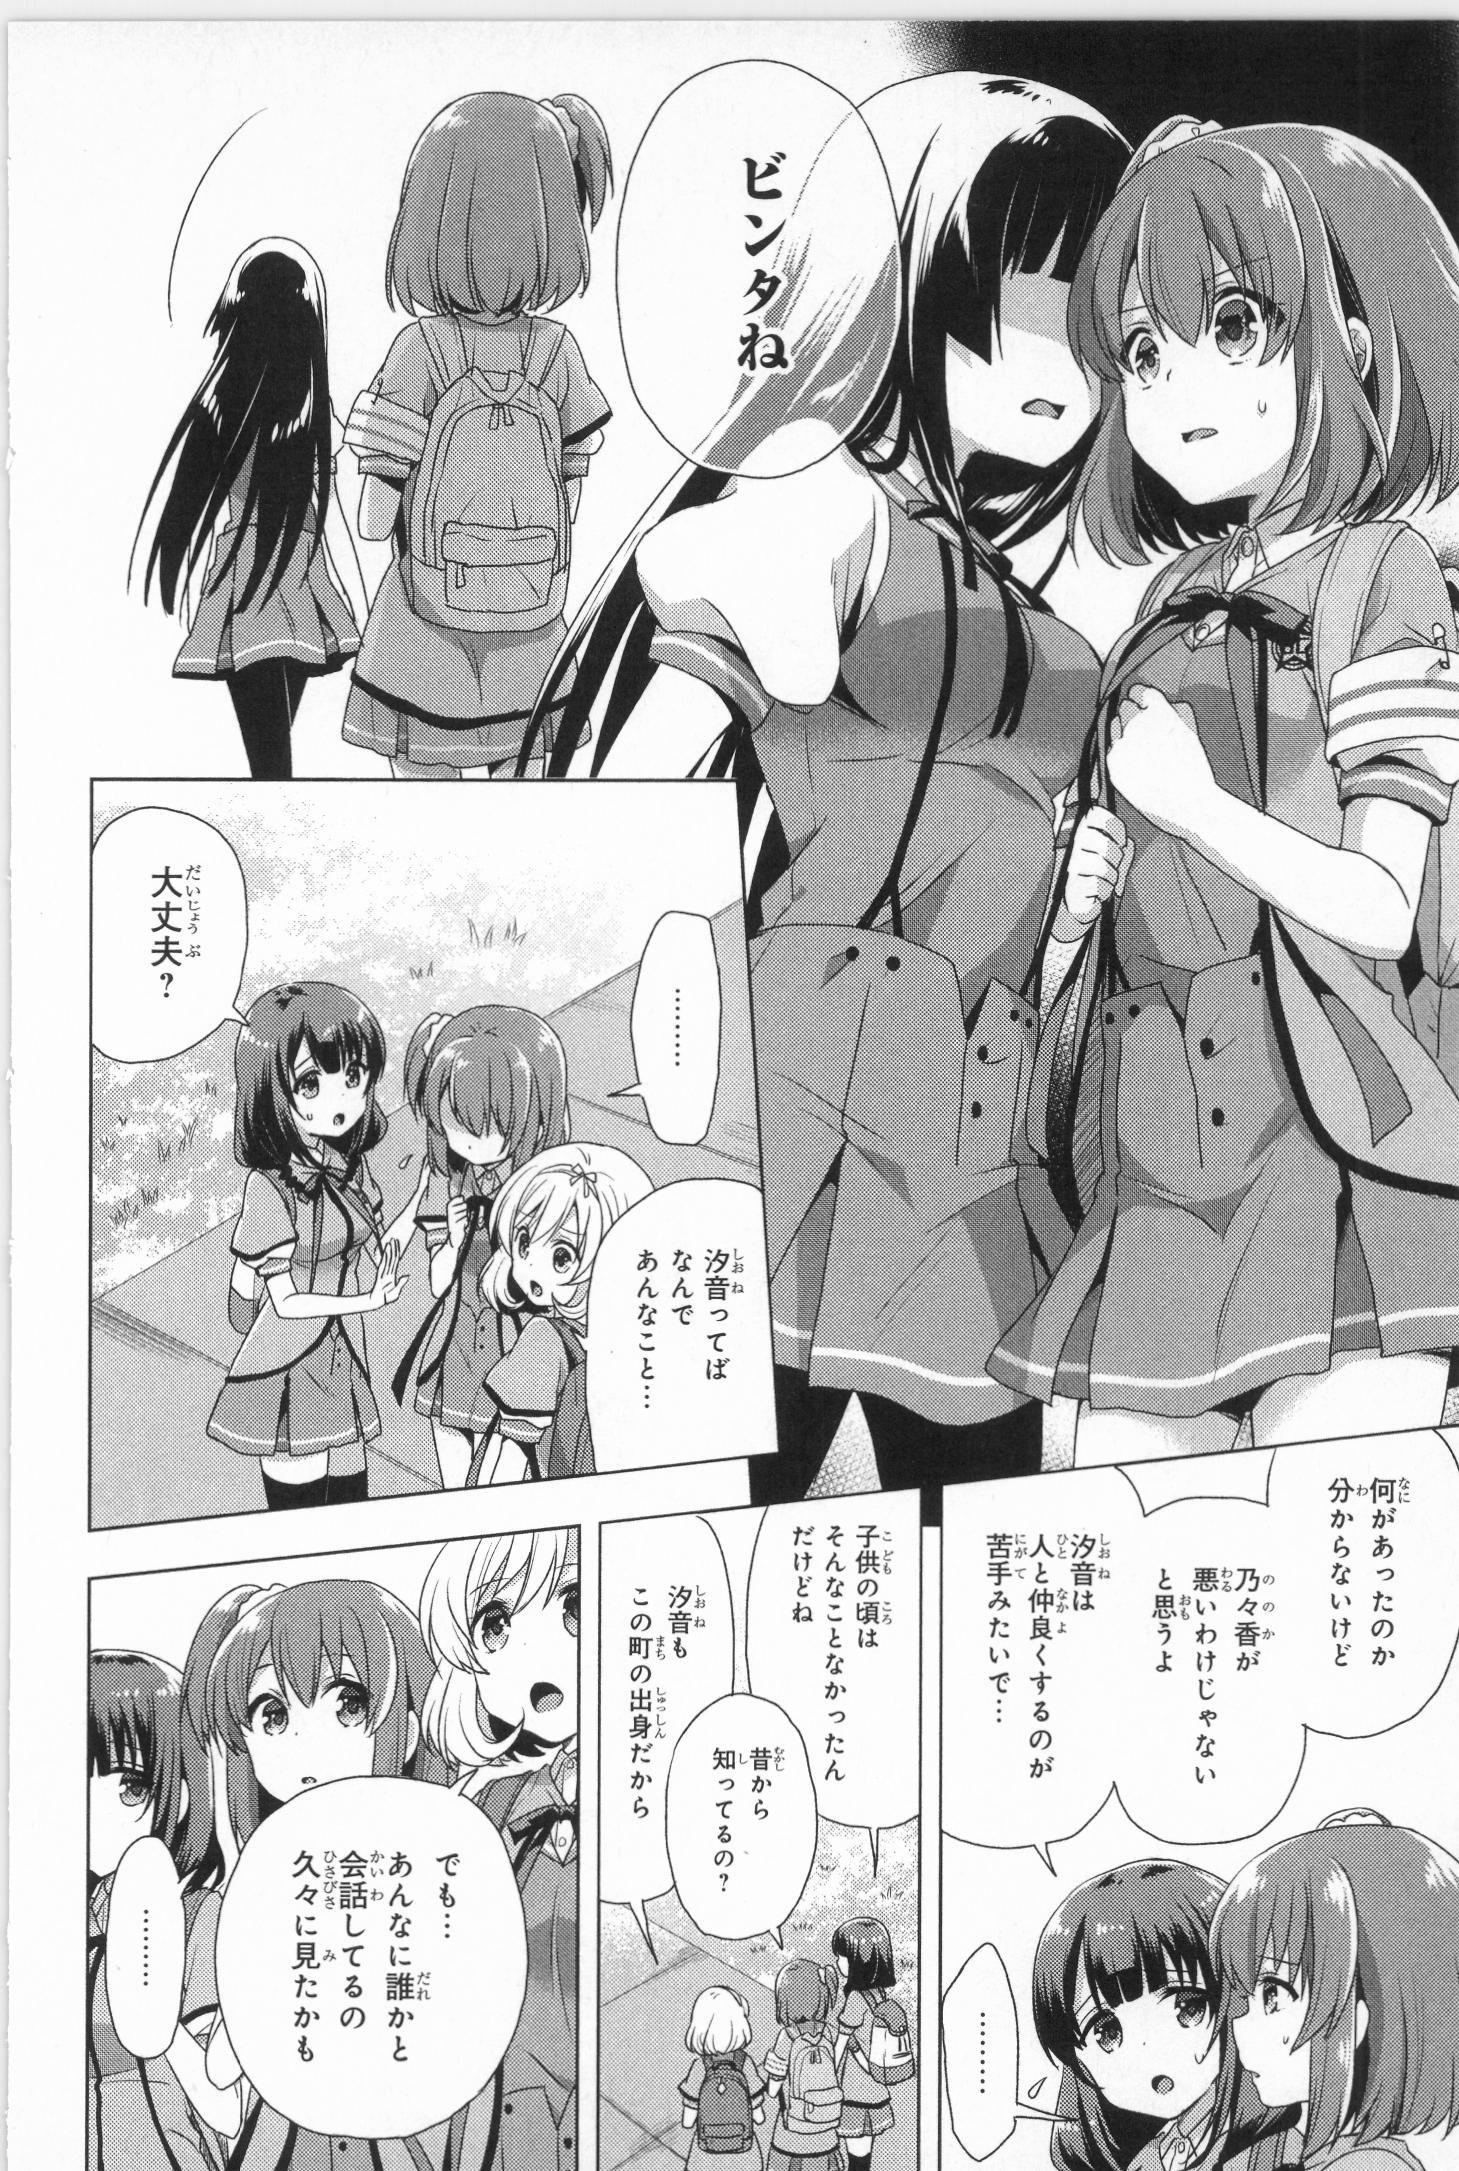 ビンタね
………
汐音ってば
なんで
あんなこと…
大丈夫？
何があったのか
分からないけど
乃々香が
悪いわけじゃない
と思うよ
汐音は
人と仲良くするのが
苦手みたいで…
………
子供の頃は
そんなことなかったん
だけどね
昔から
知ってるの？
汐音も
この町の出身だから
でも…
あんなに誰かと
会話してるの
久々に見たかも
………